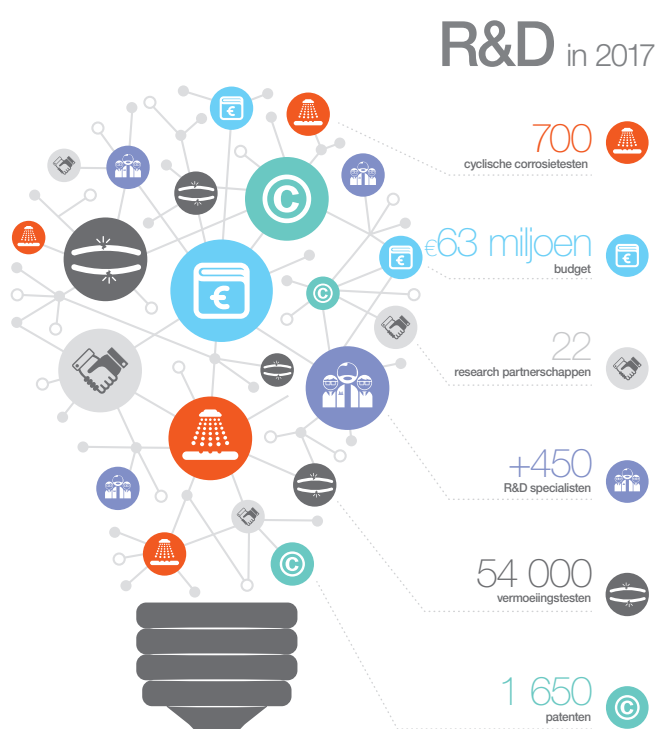 R&D in 2017
700
cyclische corrosietesten
€63 miljoen
budget
22
research partnerschappen
+450
R&D specialisten
54 000
vermoeiingstesten
1 650
patenten